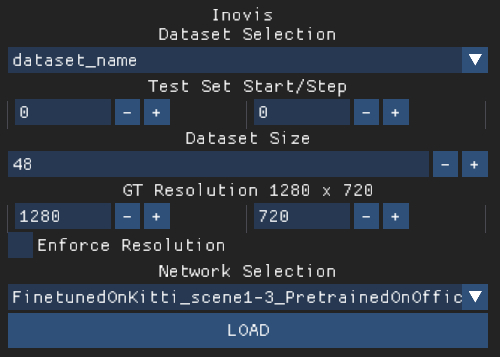 Inovis
Dataset Selection
dataset_name
Test Set Start/Step
0 - + 0 - +
Dataset Size
48 - +
GT Resolution 1280 x 720
1280 - + 720 - +
Enforce Resolution
Network Selection
FinetunedOnKitti_scene1-3_PretrainedOnOffic
LOAD